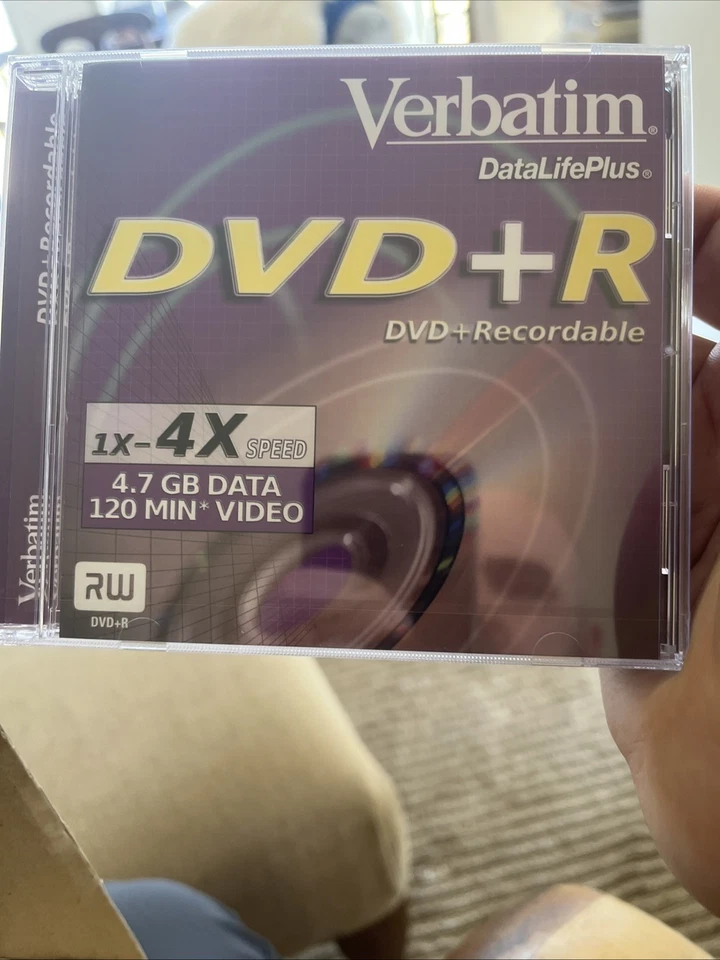 Verbatim®
DataLifePlus®
DVD+R
DVD+Recordable
1X-4X SPEED
4.7 GB DATA
120 MIN* VIDEO
RW
DVD+R
DVD+Recordable
Verbatim